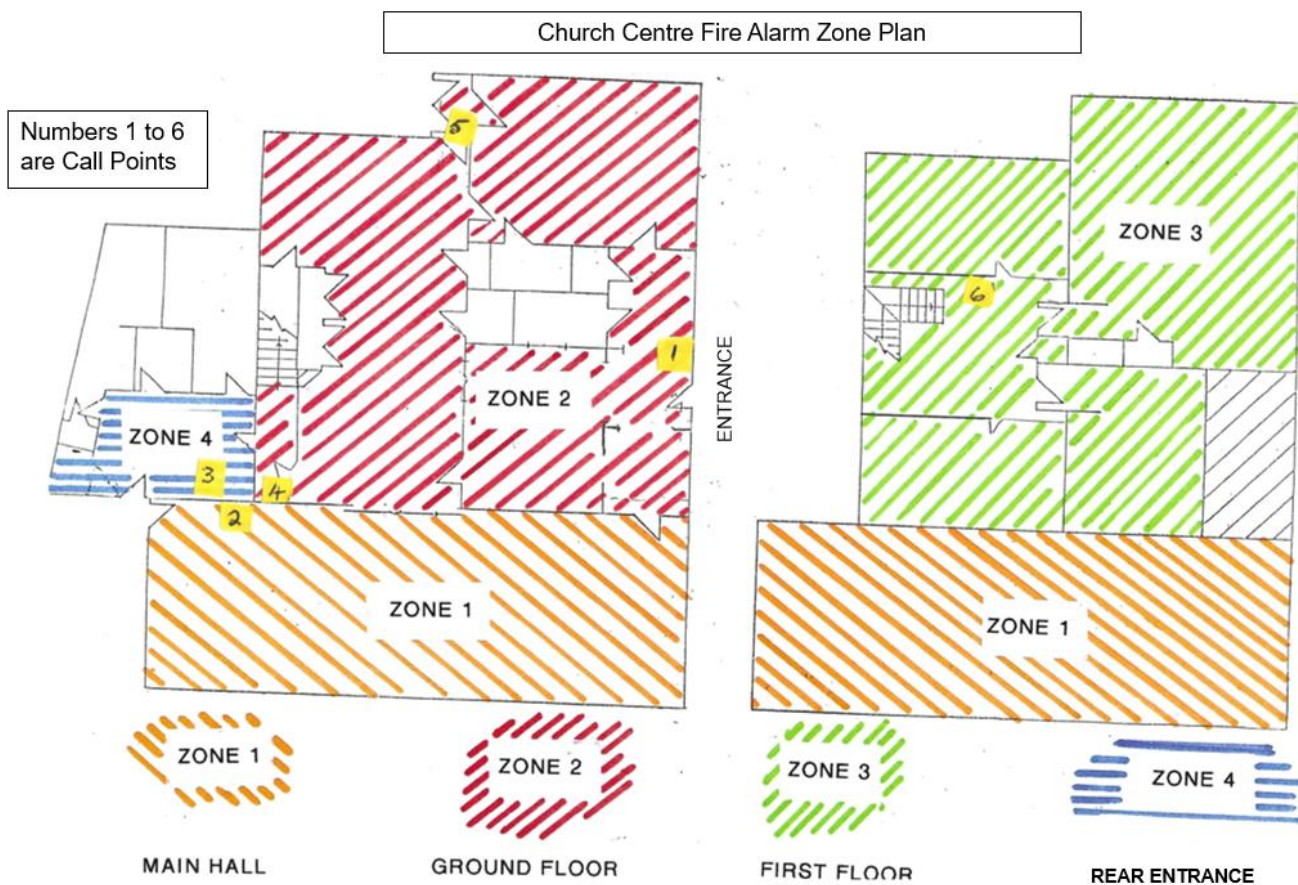 Church Centre Fire Alarm Zone Plan
Numbers 1 to 6
are Call Points
5
ZONE 3
6
1
ENTRANCE
ZONE 2
ZONE 4
3
4
2
ZONE 1
ZONE 1
ZONE 1
ZONE 2
ZONE 3
ZONE 4
MAIN HALL
GROUND FLOOR
FIRST FLOOR
REAR ENTRANCE